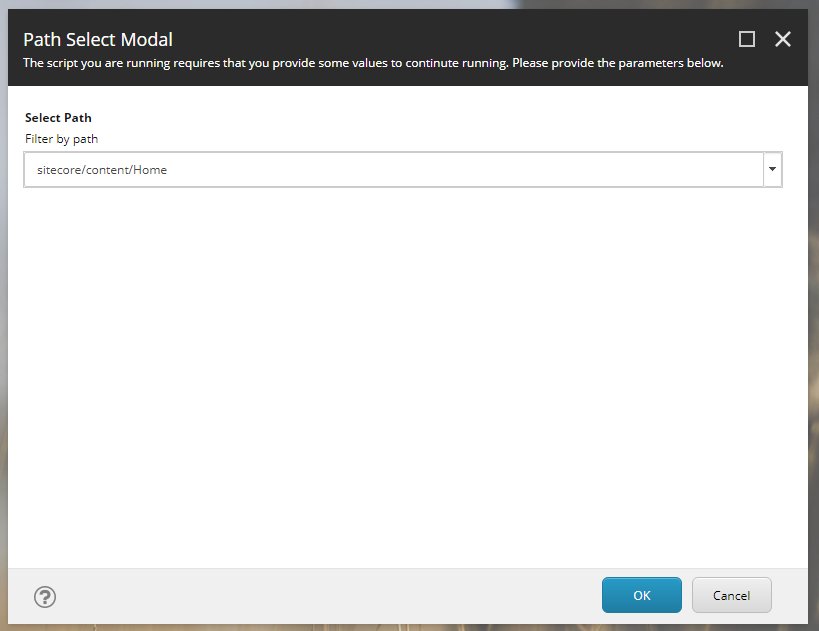 Path Select Modal
The script you are running requires that you provide some values to continute running. Please provide the parameters below.
Select Path
Filter by path
sitecore/content/Home
?
OK Cancel